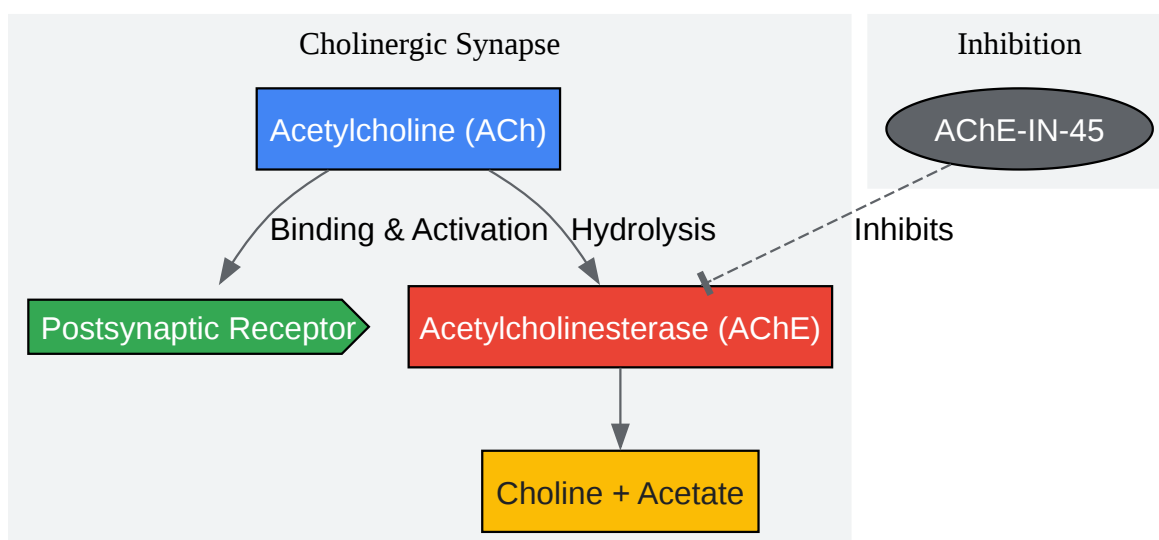 Cholinergic Synapse
Inhibition
Acetylcholine (ACh)
AChE-IN-45
Binding & Activation
Hydrolysis
Inhibits
Postsynaptic Receptor
Acetylcholinesterase (AChE)
Choline + Acetate